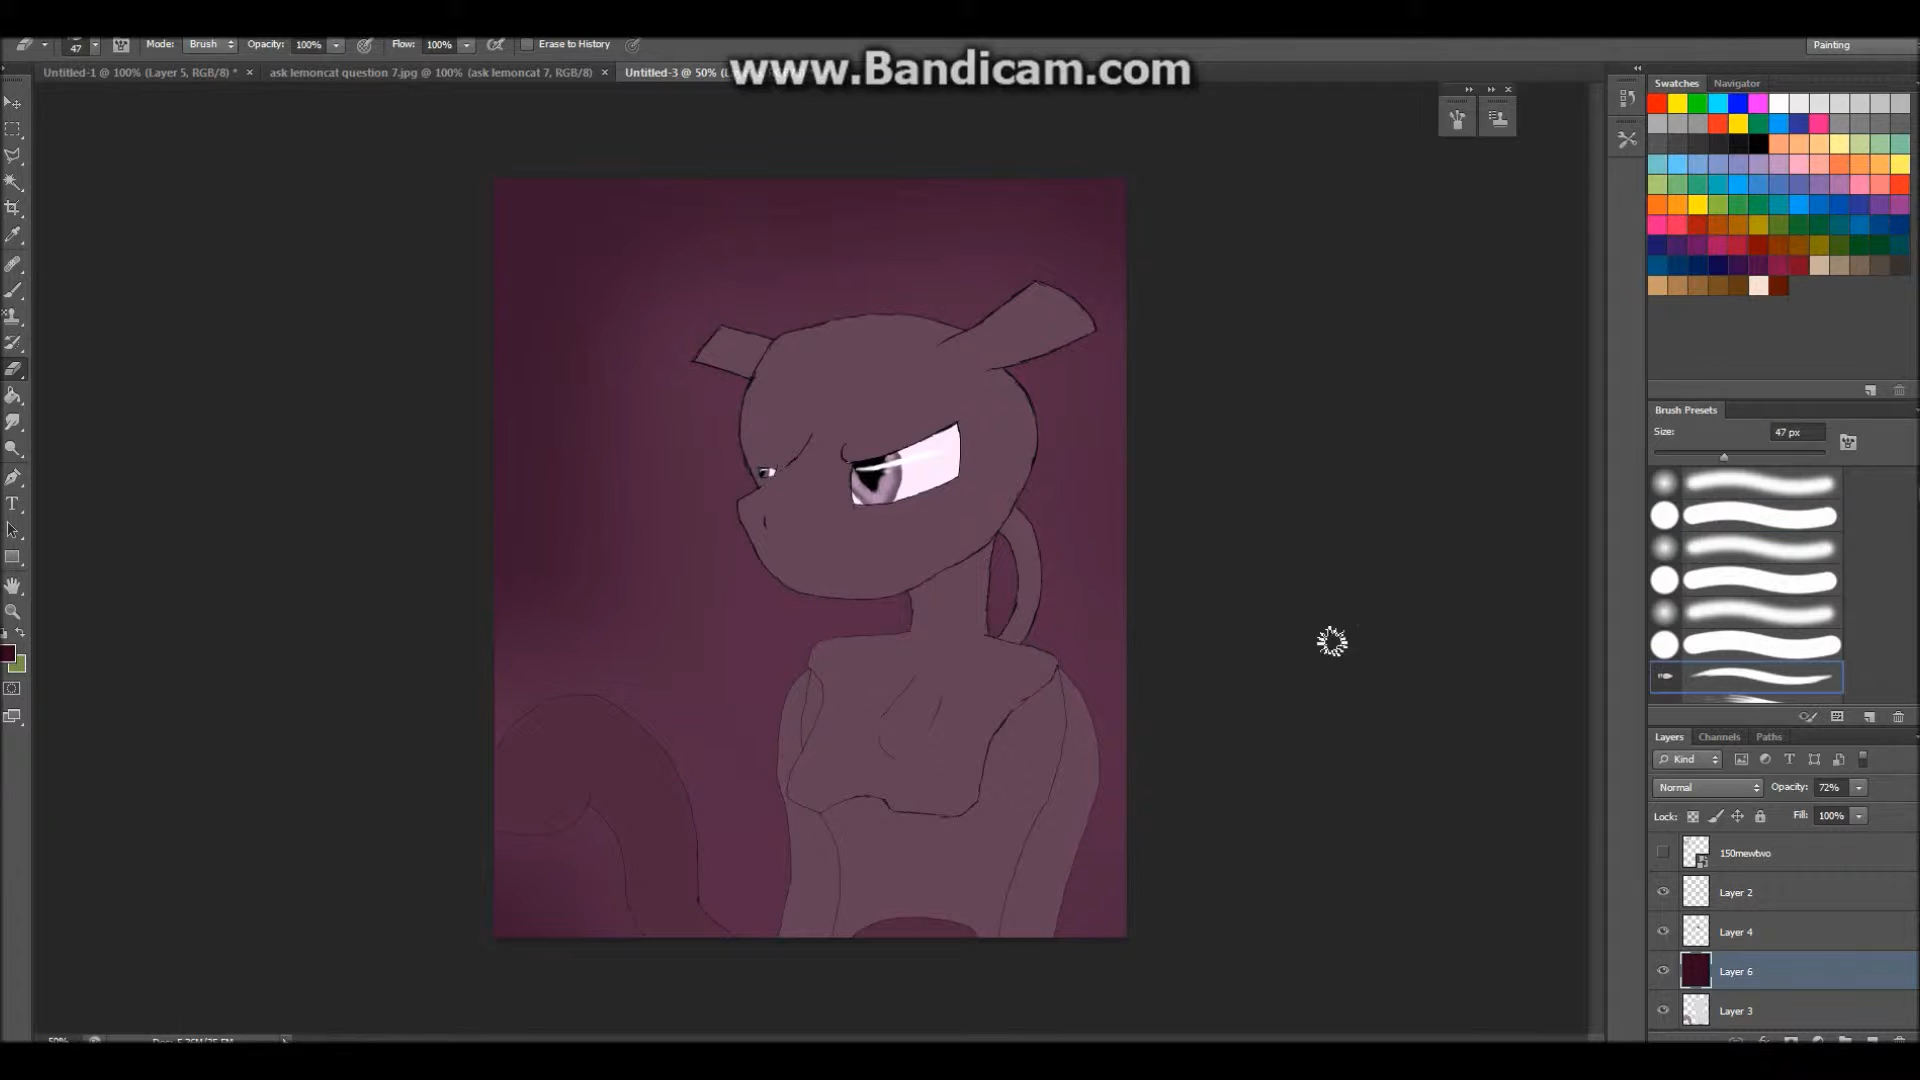 47 Mode: Brush Opacity: 100% Flow: 100% Erase to History Painting
www.Bandicam.com
Untitled-1 @ 100% (Layer 5, RGB/8) * × ask lemoncat question 7.jpg @ 100% (ask lemoncat 7, RGB/8) × Untitled-3 @ 50%
Swatches Navigator
Brush Presets
Size: 47 px
Layers Channels Paths
Kind
Normal Opacity: 72%
Lock: Fill: 100%
150mewtwo
Layer 2
Layer 4
Layer 6
Layer 3